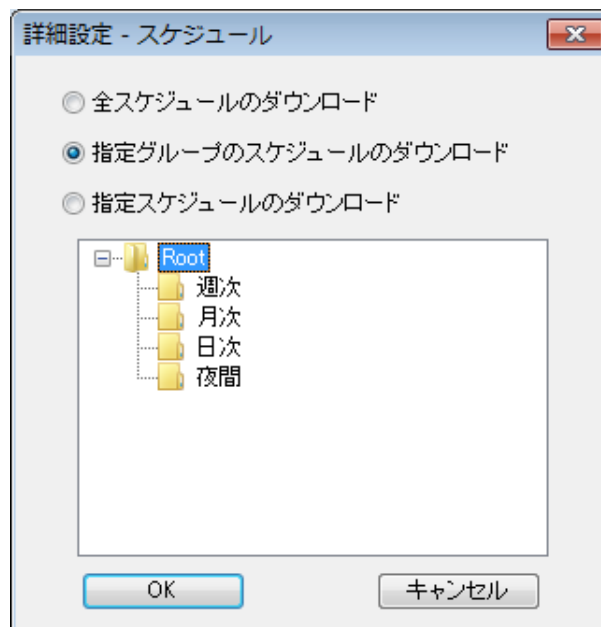 詳細設定 - スケジュール
全スケジュールのダウンロード
指定グループのスケジュールのダウンロード
指定スケジュールのダウンロード
Root
週次
月次
日次
夜間
OK
キャンセル